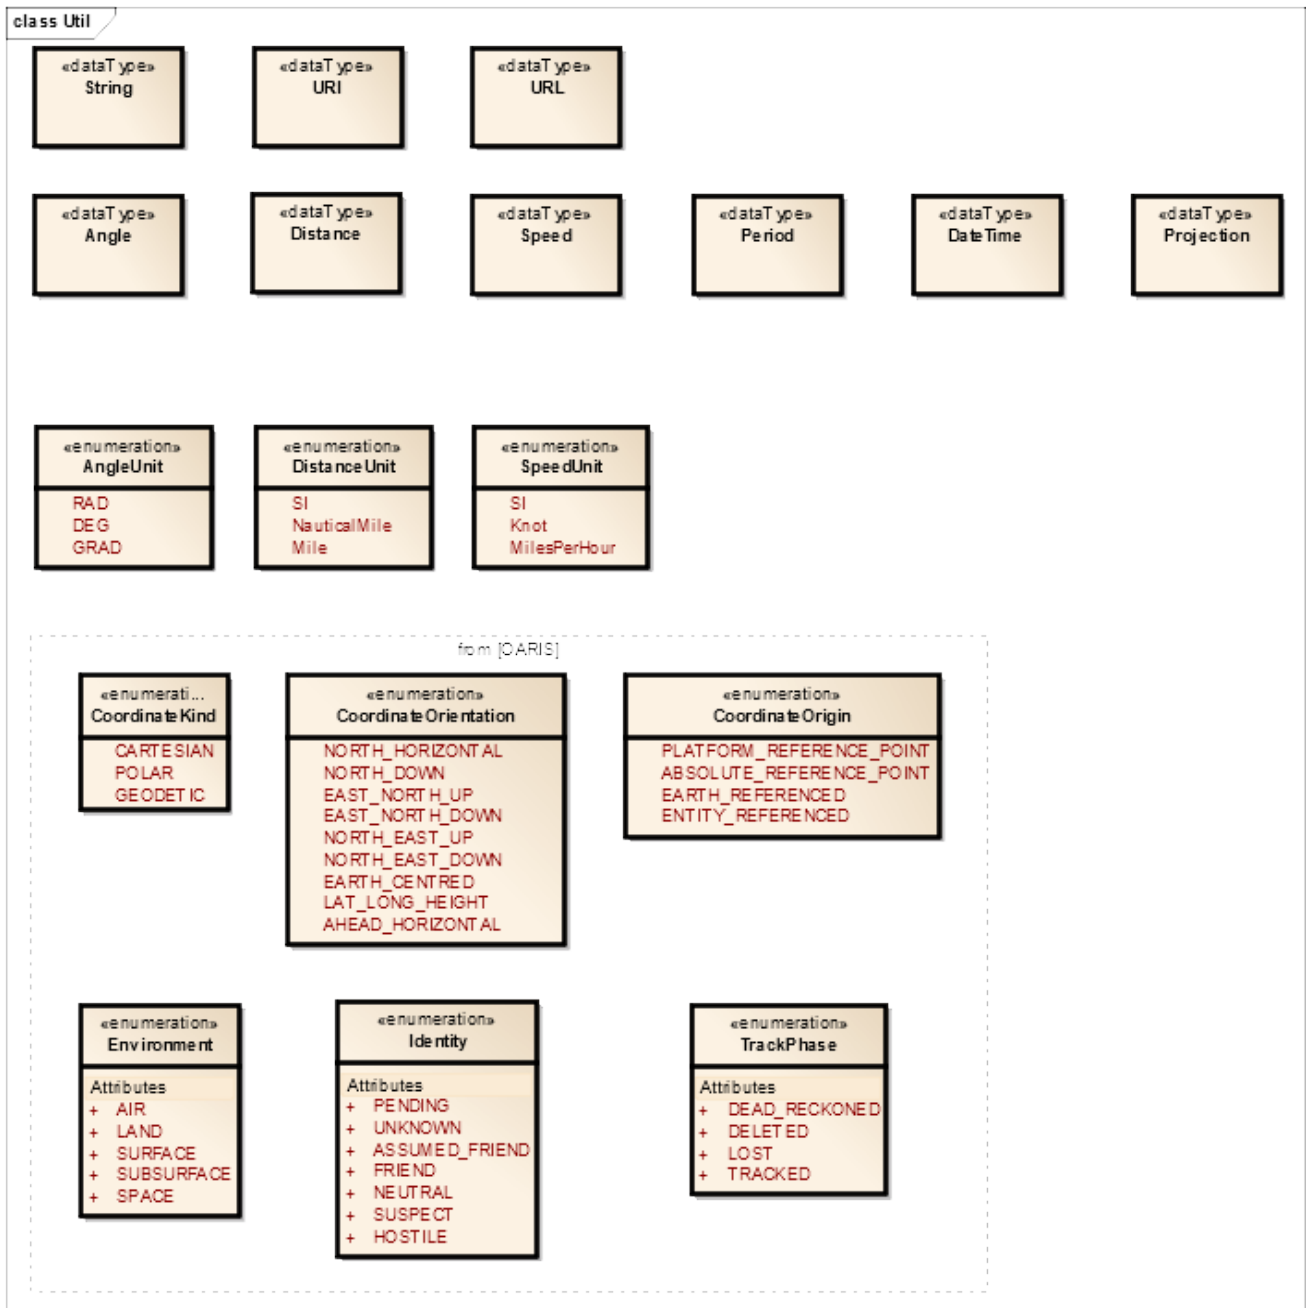 class Util
«dataType»
String
«dataType»
URI
«dataType»
URL
«dataType»
Angle
«dataType»
Distance
«dataType»
Speed
«dataType»
Period
«dataType»
DateTime
«dataType»
Projection
«enumeration»
AngleUnit
RAD
DEG
GRAD
«enumeration»
DistanceUnit
SI
NauticalMile
Mile
«enumeration»
SpeedUnit
SI
Knot
MilesPerHour
from [OARIS]
«enumerati...
CoordinateKind
CARTESIAN
POLAR
GEODETIC
«enumeration»
CoordinateOrientation
NORTH_HORIZONTAL
NORTH_DOWN
EAST_NORTH_UP
EAST_NORTH_DOWN
NORTH_EAST_UP
NORTH_EAST_DOWN
EARTH_CENTRED
LAT_LONG_HEIGHT
AHEAD_HORIZONTAL
«enumeration»
CoordinateOrigin
PLATFORM_REFERENCE_POINT
ABSOLUTE_REFERENCE_POINT
EARTH_REFERENCED
ENTITY_REFERENCED
«enumeration»
Environment
Attributes
+ AIR
+ LAND
+ SURFACE
+ SUBSURFACE
+ SPACE
«enumeration»
Identity
Attributes
+ PENDING
+ UNKNOWN
+ ASSUMED_FRIEND
+ FRIEND
+ NEUTRAL
+ SUSPECT
+ HOSTILE
«enumeration»
TrackPhase
Attributes
+ DEAD_RECKONED
+ DELETED
+ LOST
+ TRACKED